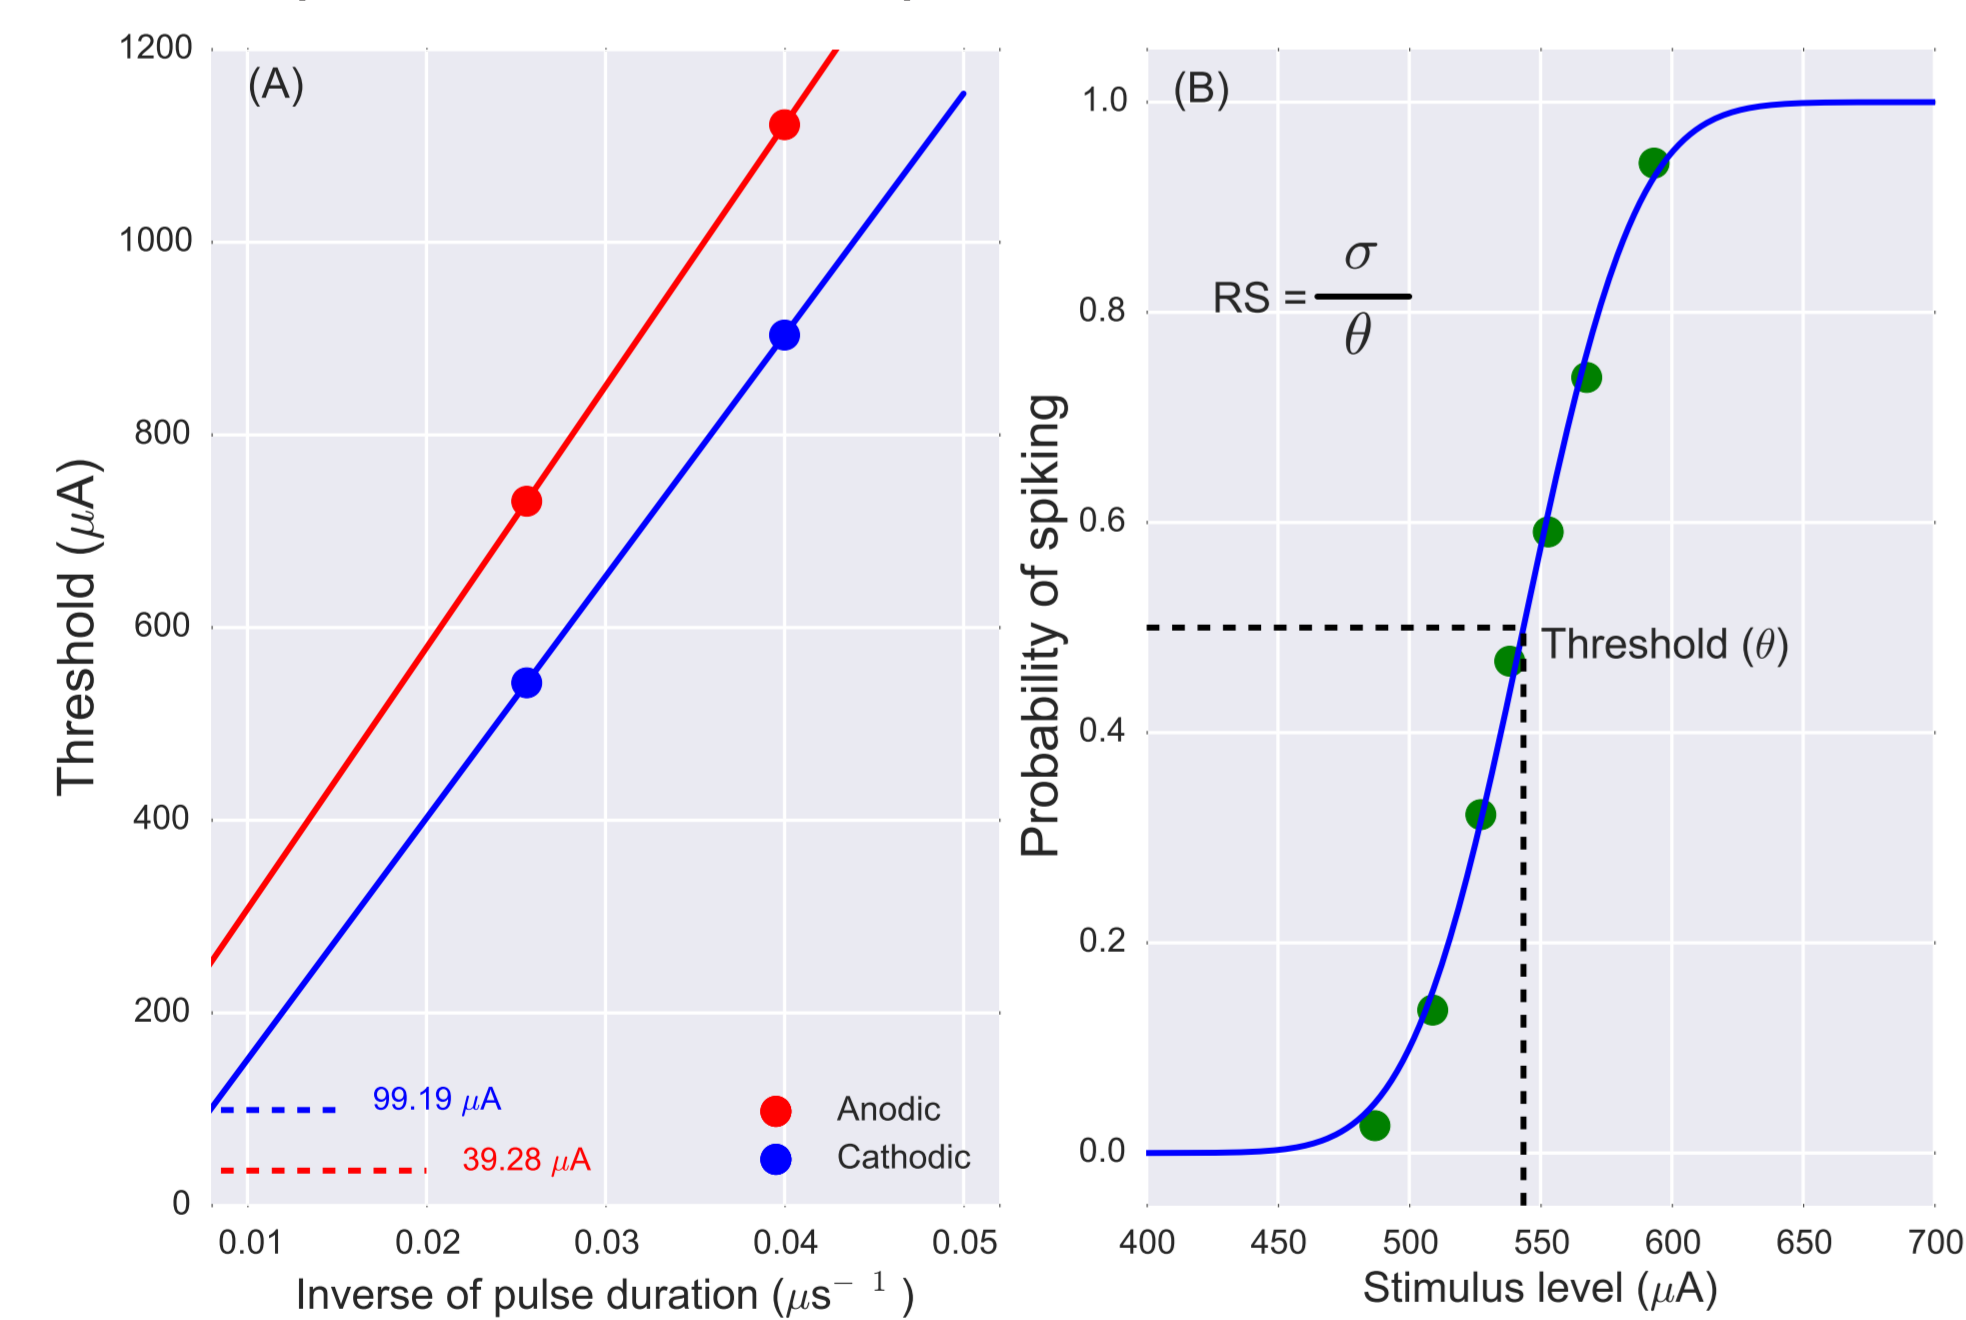 (A)
Threshold (μA)
1200
1000
800
600
400
200
0
99.19 μA
39.28 μA
Anodic
Cathodic
0.01 0.02 0.03 0.04 0.05
Inverse of pulse duration (μs⁻ ¹ )
(B)
Probability of spiking
1.0
0.8
0.6
0.4
0.2
0.0
RS = σ
θ
Threshold (θ)
400 450 500 550 600 650 700
Stimulus level (μA)